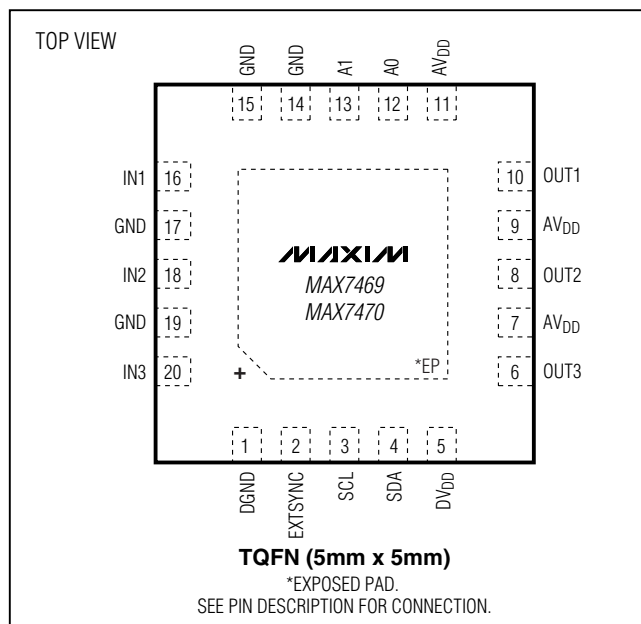 TOP VIEW
GND GND A1 A0 AVDD
15 14 13 12 11
IN1 16 10 OUT1
GND 17 9 AVDD
MAXIM
IN2 18 MAX7469 8 OUT2
MAX7470
GND 19 7 AVDD
*EP
IN3 20 + 6 OUT3
1 2 3 4 5
DGND EXTSYNC SCL SDA DVDD
TQFN (5mm x 5mm)
*EXPOSED PAD.
SEE PIN DESCRIPTION FOR CONNECTION.